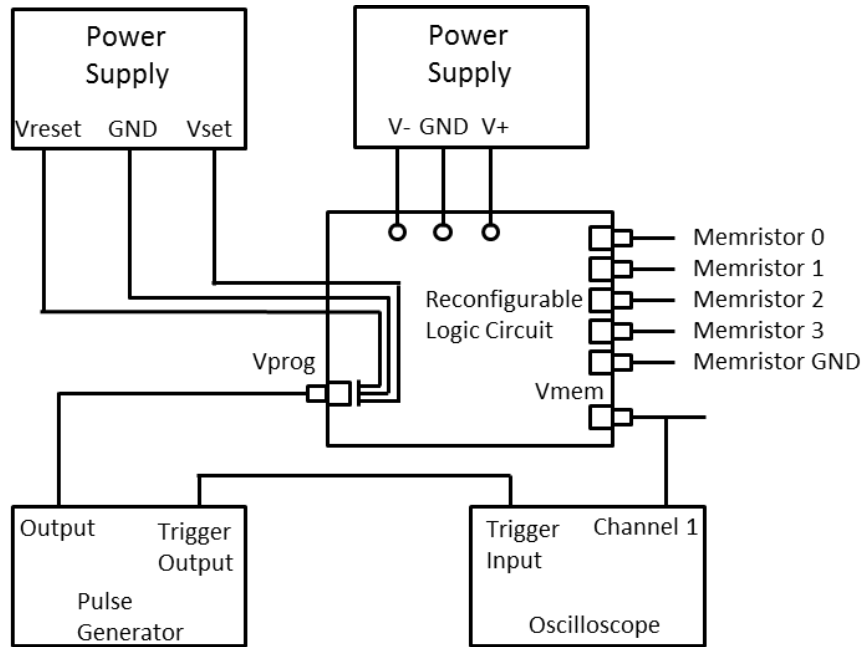 Power
Supply
Vreset GND Vset
Power
Supply
V- GND V+
Memristor 0
Memristor 1
Memristor 2
Memristor 3
Memristor GND
Reconfigurable
Logic Circuit
Vprog
Vmem
Output
Trigger
Output
Pulse
Generator
Trigger
Input
Channel 1
Oscilloscope